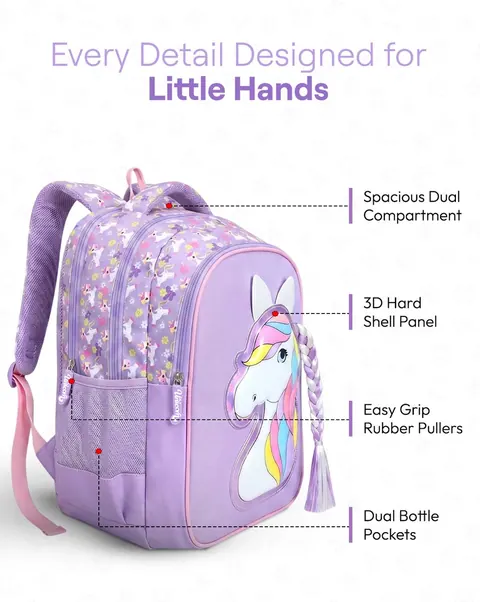 Every Detail Designed for
Little Hands
Spacious Dual
Compartment
3D Hard
Shell Panel
Easy Grip
Rubber Pullers
Dual Bottle
Pockets